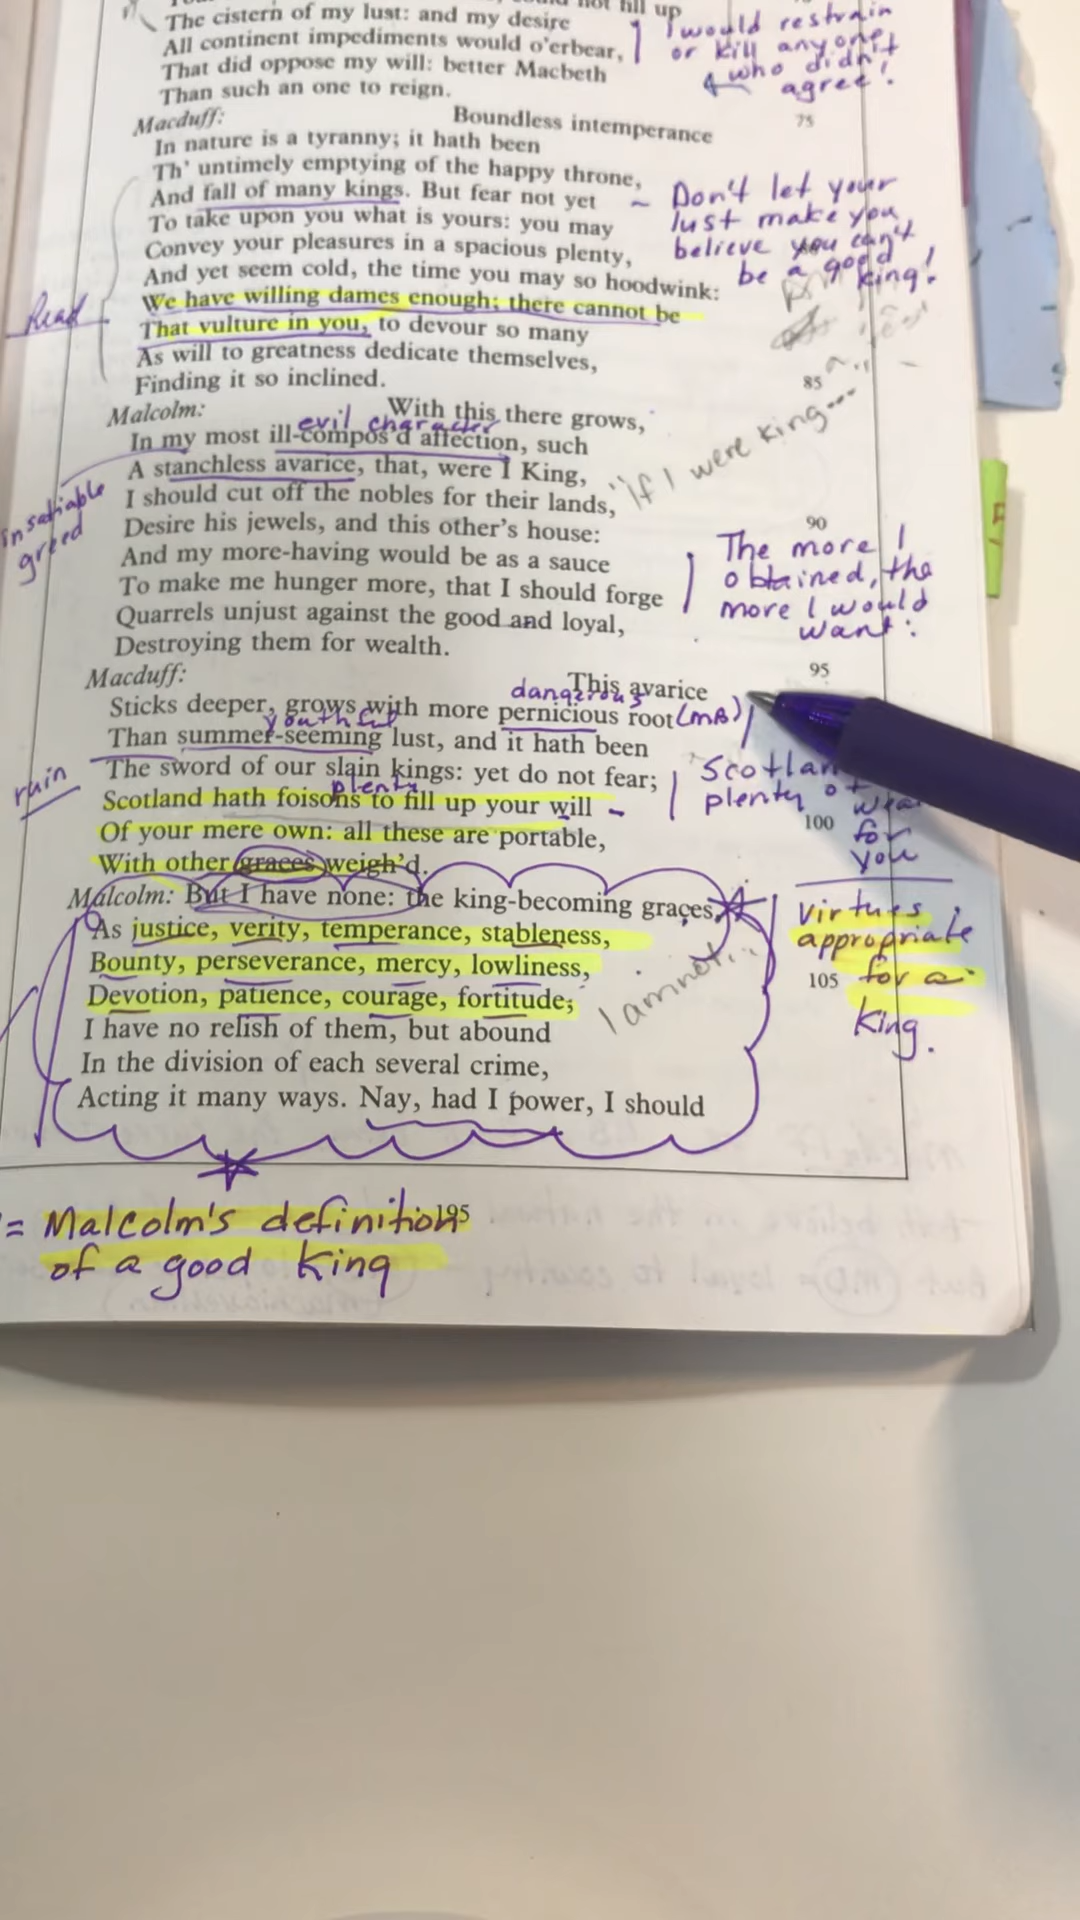 not fill up
The cistern of my lust: and my desire
All continent impediments would o'erbear,
That did oppose my will: better Macbeth
Than such an one to reign.
I would restrain
or kill anyone
who didn't
agree!
75
Macduff: Boundless intemperance
In nature is a tyranny; it hath been
Th' untimely emptying of the happy throne,
And fall of many kings. But fear not yet
To take upon you what is yours: you may
Convey your pleasures in a spacious plenty,
And yet seem cold, the time you may so hoodwink:
We have willing dames enough; there cannot be
That vulture in you, to devour so many
As will to greatness dedicate themselves,
Finding it so inclined.
Don't let your
lust make you
believe you can't
be a good
king!
Read
85
Malcolm: With this there grows,
evil character
In my most ill-compos'd affection, such
A stanchless avarice, that, were I King,
I should cut off the nobles for their lands,
Desire his jewels, and this other's house:
And my more-having would be as a sauce
To make me hunger more, that I should forge
Quarrels unjust against the good and loyal,
Destroying them for wealth.
"If I were king...
insatiable
greed
90
The more I
obtained, the
more I would
want.
95
Macduff: This avarice
dangerous
Sticks deeper, grows with more pernicious root (MB)
youthful
Than summer-seeming lust, and it hath been
The sword of our slain kings: yet do not fear;
plenty
Scotland hath foisons to fill up your will
Of your mere own: all these are portable,
With other graces weigh'd.
ruin
plenty of
100
for
you
Malcolm: But I have none: the king-becoming graces,
As justice, verity, temperance, stableness,
Bounty, perseverance, mercy, lowliness,
Devotion, patience, courage, fortitude;
I have no relish of them, but abound
In the division of each several crime,
Acting it many ways. Nay, had I power, I should
I am not...
virtues
appropriate
105 for a
king.
195
= Malcolm's definition
of a good king